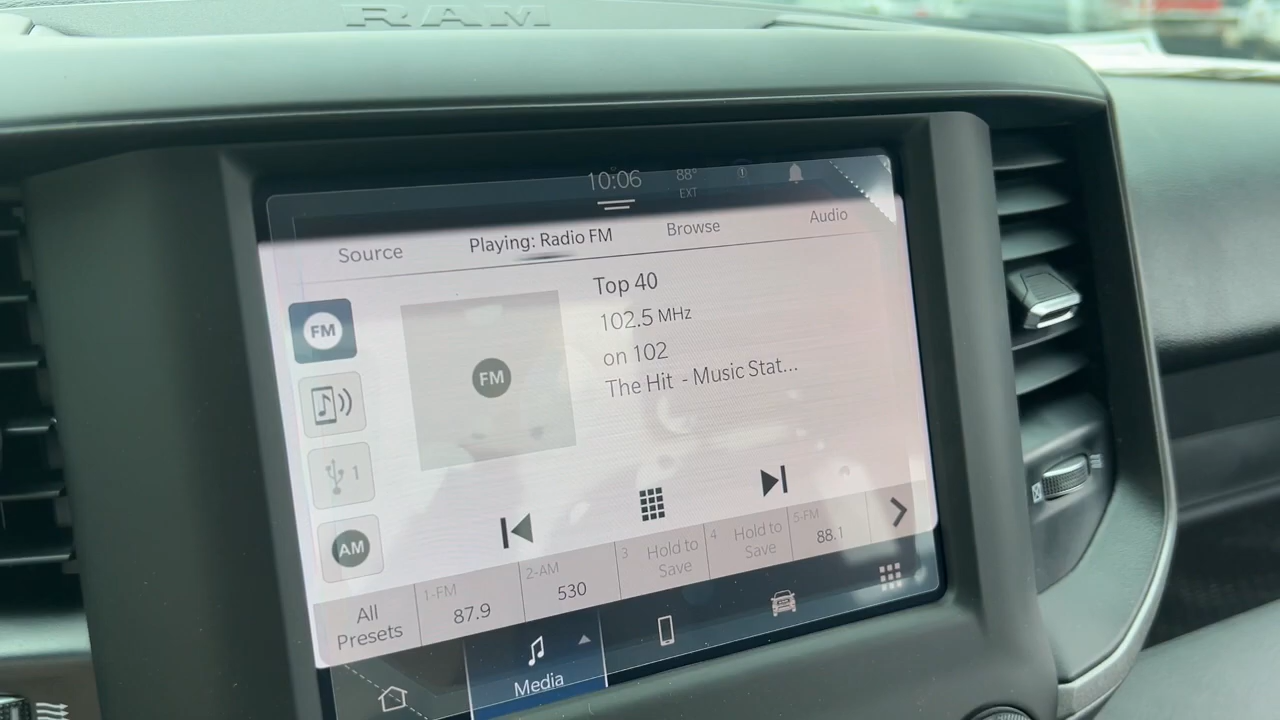 RAM
10:06
88°
EXT
Source
Playing: Radio FM
Browse
Audio
FM
FM
Top 40
102.5 MHz
on 102
The Hit - Music Stat...
1
AM
All
Presets
1-FM
87.9
2-AM
530
3
Hold to
Save
4
Hold to
Save
5-FM
88.1
Media